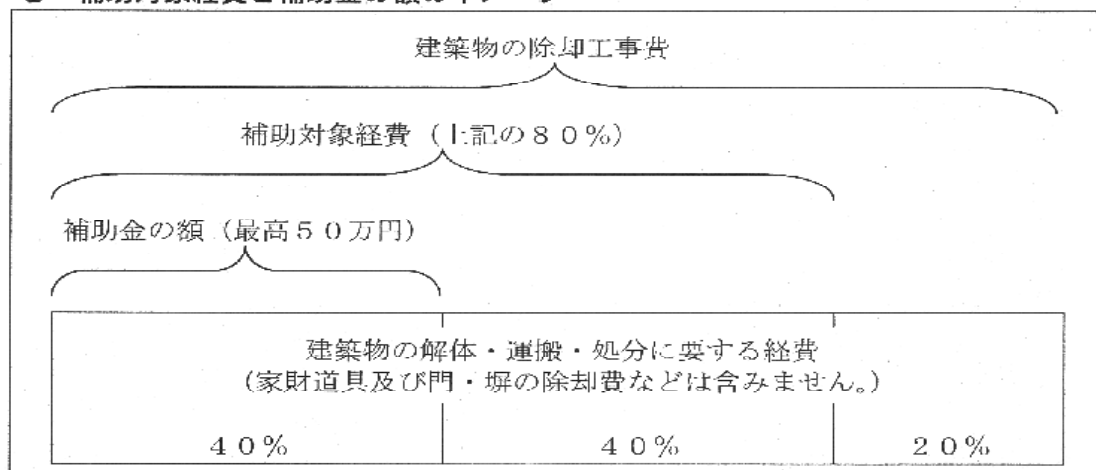 建築物の除却工事費
補助対象経費（上記の８０％）
補助金の額（最高５０万円）
建築物の解体・運搬・処分に要する経費
（家財道具及び門・塀の除却費などは含みません。）
４０％ ４０％ ２０％